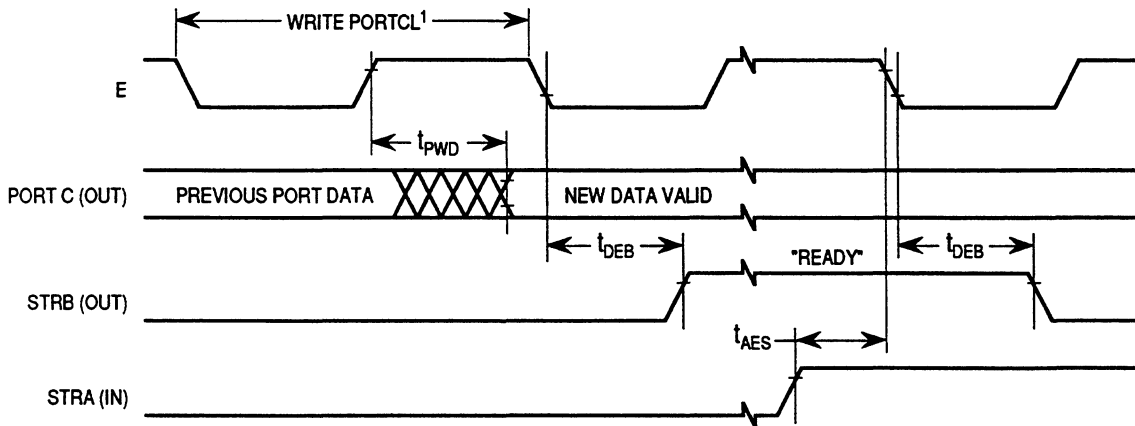 WRITE PORTCL¹
E
tPWD
PORT C (OUT)
PREVIOUS PORT DATA
NEW DATA VALID
tDEB
"READY"
tDEB
STRB (OUT)
tAES
STRA (IN)